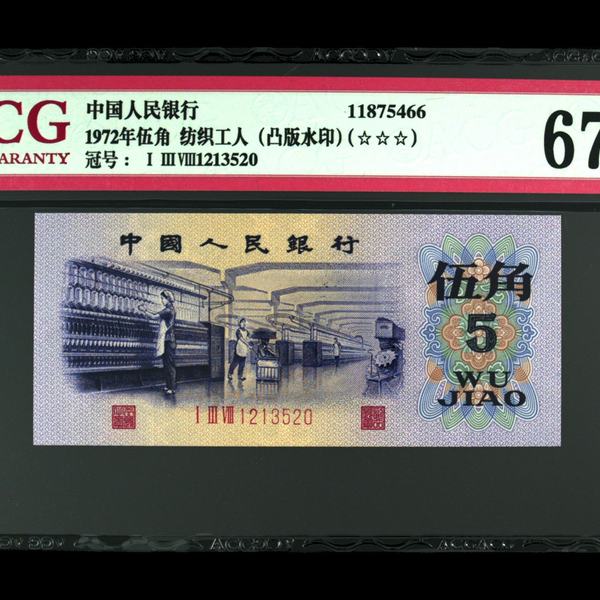 CG
ARANTY
中国人民银行 11875466
1972年伍角 纺织工人 (凸版水印) (☆☆☆)
冠号: Ⅰ Ⅲ Ⅷ1213520
67
中國人民銀行
伍角
5
WU
JIAO
Ⅰ Ⅲ Ⅷ 1213520